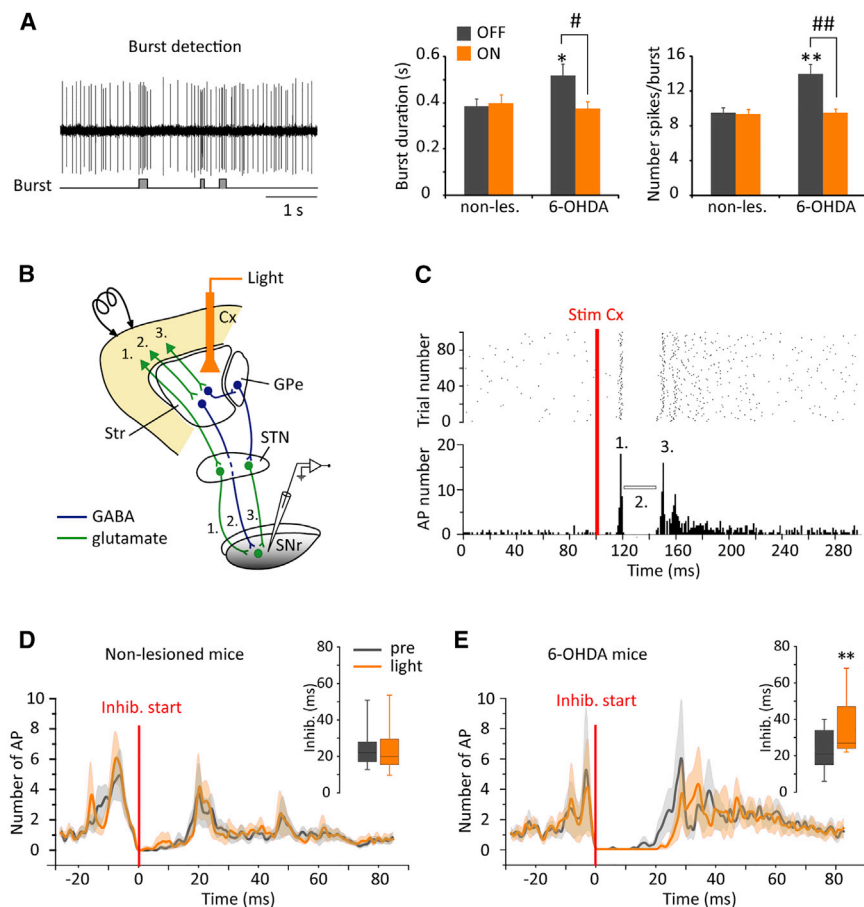 A
Burst detection
Burst
1 s
OFF
ON
Burst duration (s)
0.6
0.4
0.2
0
*
#
non-les.
6-OHDA
Number spikes/burst
16
12
8
4
0
**
##
non-les.
6-OHDA
B
Light
Cx
1.
2.
3.
GPe
Str
STN
GABA
glutamate
1.
2.
3.
SNr
C
Stim Cx
Trial number
80
40
0
AP number
20
10
0
1.
2.
3.
0 40 80 120 160 200 240 280
Time (ms)
D
Non-lesioned mice
pre
light
Inhib. start
Number of AP
10
8
6
4
2
0
-20 0 20 40 60 80
Time (ms)
Inhib. (ms)
80
60
40
20
0
E
6-OHDA mice
Inhib. start
Number of AP
10
8
6
4
2
0
-20 0 20 40 60 80
Time (ms)
Inhib. (ms)
80
60
40
20
0
**